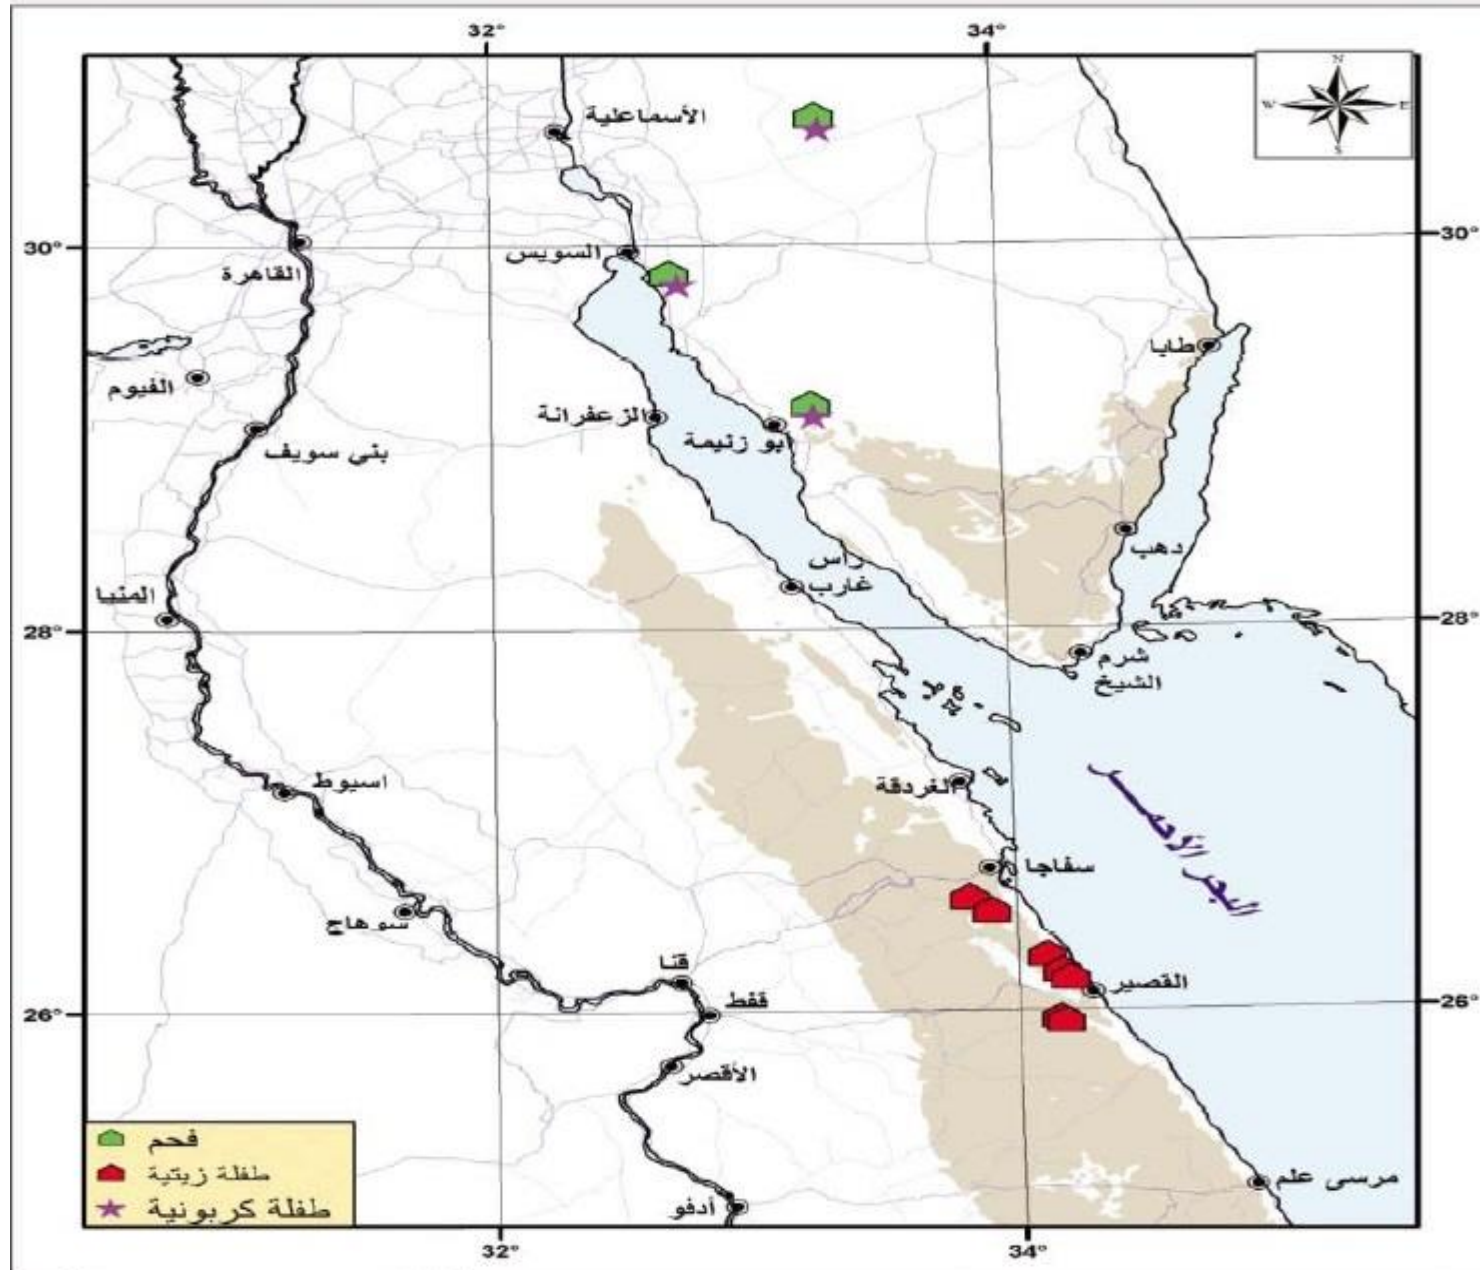 32°
34°
N
W
E
S
الأسماعلية
30°
30°
السويس
القاهرة
طابا
الفيوم
الزعفرانة
أبو زنيمة
بني سويف
دهب
رأس
غارب
المنيا
28°
28°
شرم
الشيخ
الغردقة
اسيوط
البحر الأحمر
سفاجا
سوهاج
قنا
القصير
قفط
26°
26°
الأقصر
فحم
طفلة زيتية
طفلة كربونية
مرسى علم
أدفو
32°
34°